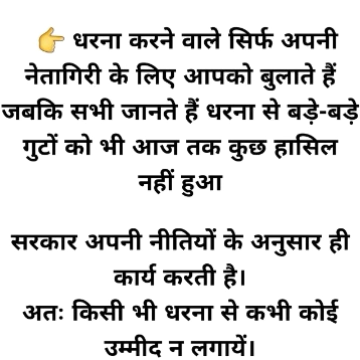 👉 धरना करने वाले सिर्फ अपनी
नेतागिरी के लिए आपको बुलाते हैं
जबकि सभी जानते हैं धरना से बड़े-बड़े
गुटों को भी आज तक कुछ हासिल
नहीं हुआ
सरकार अपनी नीतियों के अनुसार ही
कार्य करती है।
अतः किसी भी धरना से कभी कोई
उम्मीद न लगायें।